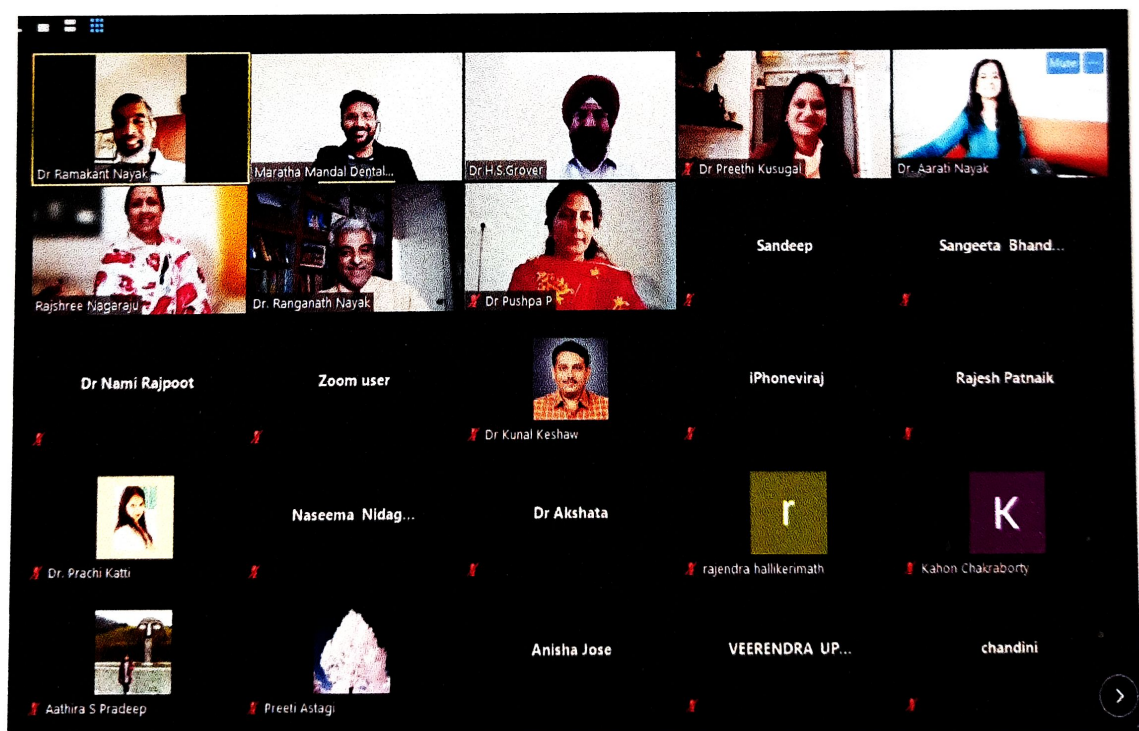 Mute
Dr Ramakant Nayak
Maratha Mandal Dental...
Dr.H.S.Grover
Dr Preethi Kusugal
Dr. Aarati Nayak
Rajshree Nagaraju
Dr. Ranganath Nayak
Dr Pushpa P
Sandeep
Sangeeta Bhand...
Dr Nami Rajpoot
Zoom user
Dr Kunal Keshaw
iPhoneviraj
Rajesh Patnaik
Dr. Prachi Katti
Naseema Nidag...
Dr Akshata
r
rajendra hallikerimath
K
Kahon Chakraborty
Aathira S Pradeep
Preeti Astagi
Anisha Jose
VEERENDRA UP...
chandini